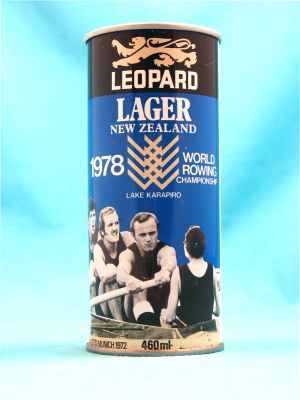 LEOPARD
LAGER
NEW ZEALAND
1978
WORLD
ROWING
CHAMPIONSHIP
LAKE KARAPIRO
MUNICH 1972
460ml